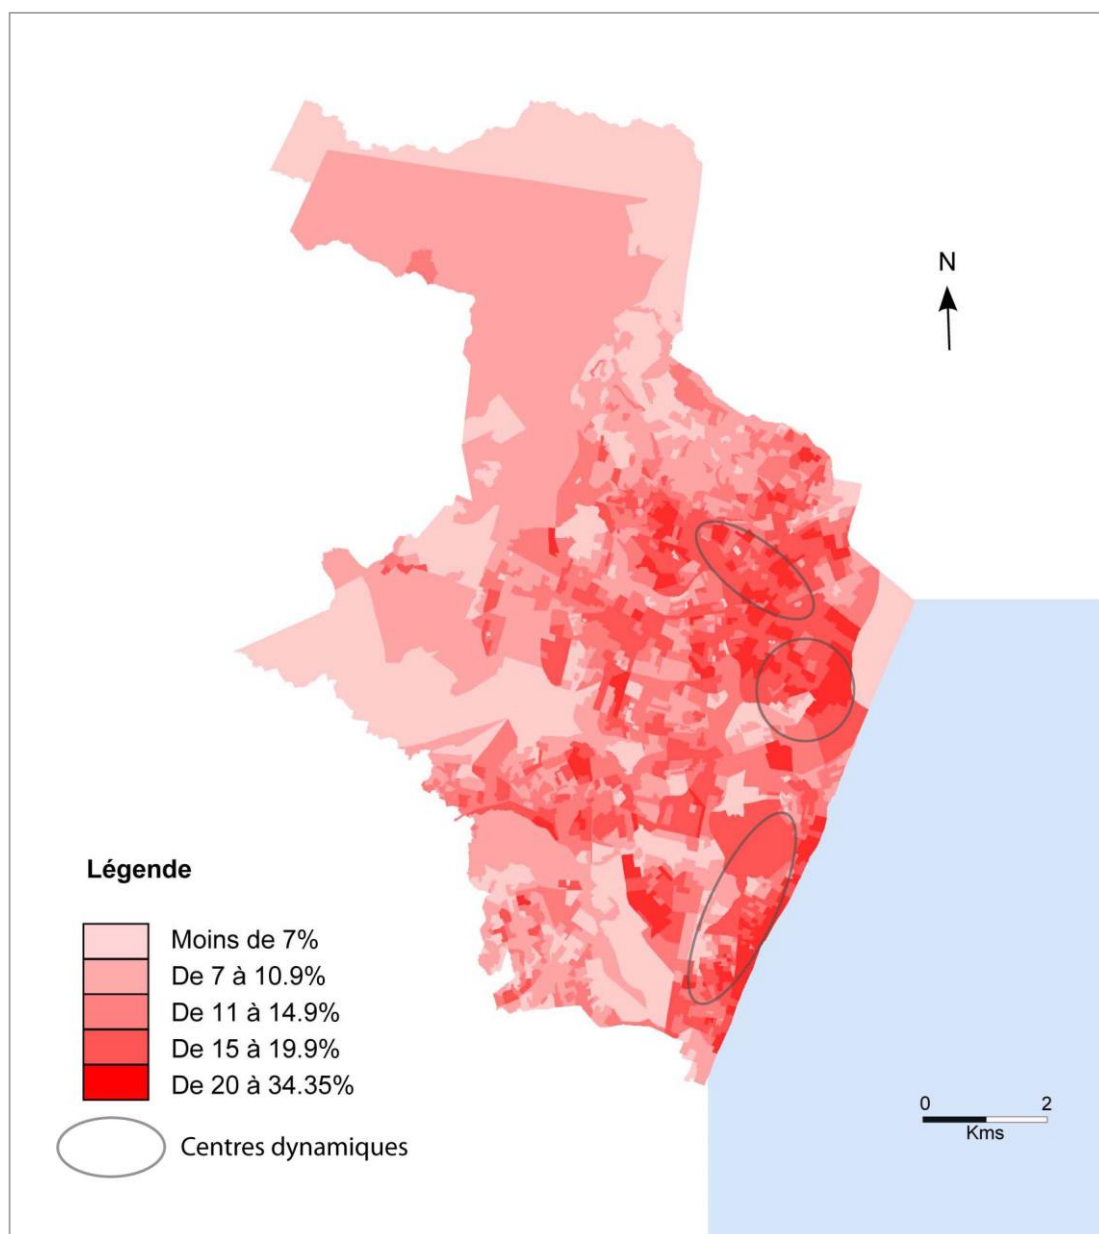 N
Légende
Moins de 7%
De 7 à 10.9%
De 11 à 14.9%
De 15 à 19.9%
De 20 à 34.35%
Centres dynamiques
0 2
Kms